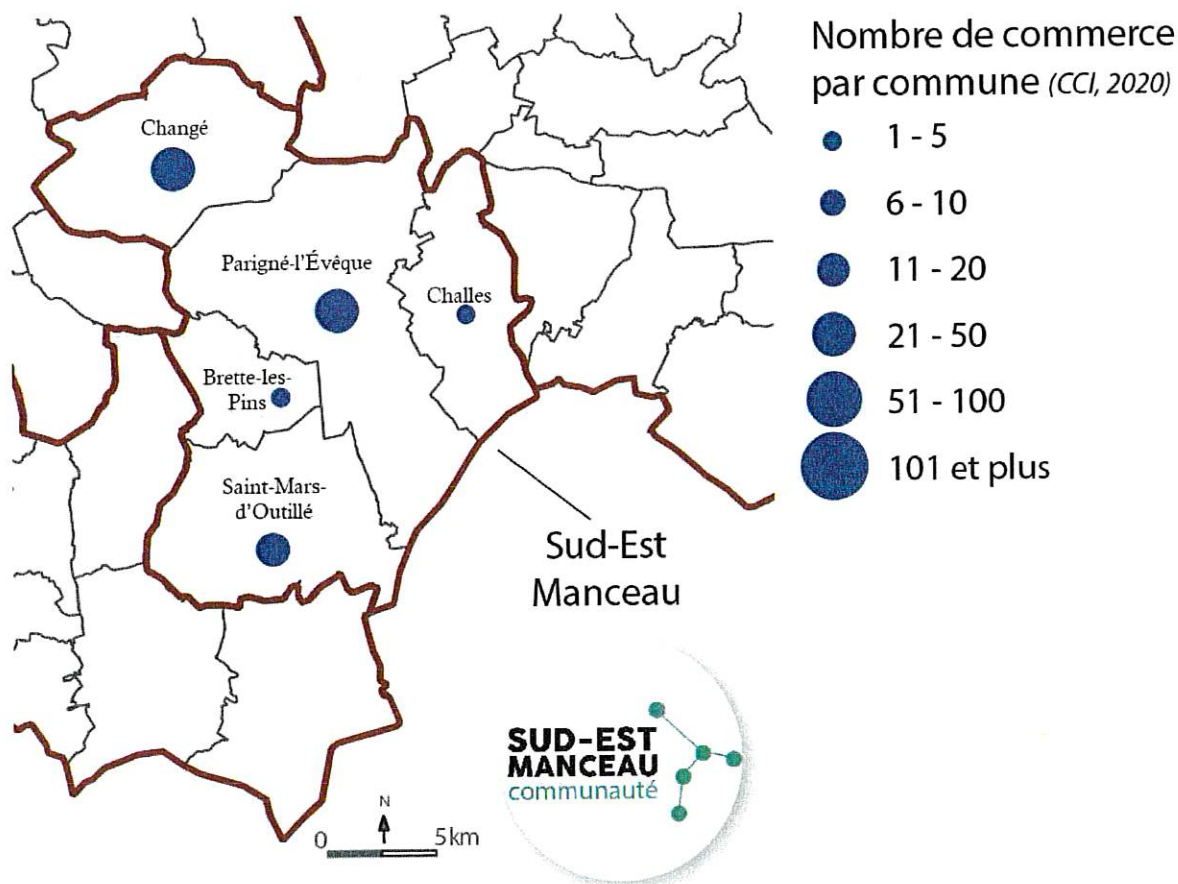 Nombre de commerce
par commune (CCI, 2020)
1 - 5
6 - 10
11 - 20
21 - 50
51 - 100
101 et plus
Changé
Parigné-l'Évêque
Challes
Brette-les-
Pins
Saint-Mars-
d'Outillé
Sud-Est
Manceau
SUD-EST
MANCEAU
communauté
N
0 5km